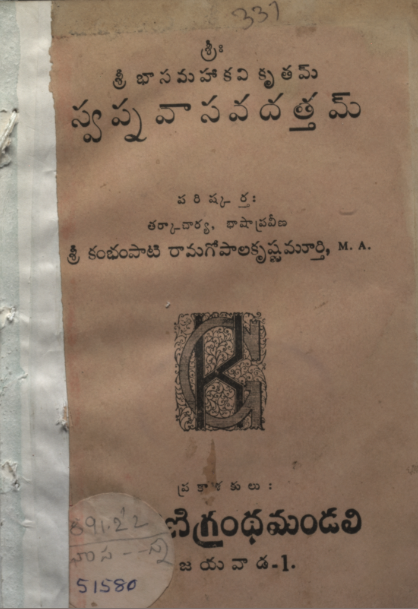 337
శ్రీః
శ్రీ భాసమహాకవి కృతమ్
స్వప్న వాసవదత్తమ్
పరిష్కర్తః
తర్కాచార్య, భాషాప్రవీణ
శ్రీ కంభంపాటి రామగోపాలకృష్ణమూర్తి, M. A.
ప్రకాశకులు :
ణిగ్రంథమండలి
జయవాడ-1.
891.22
51580